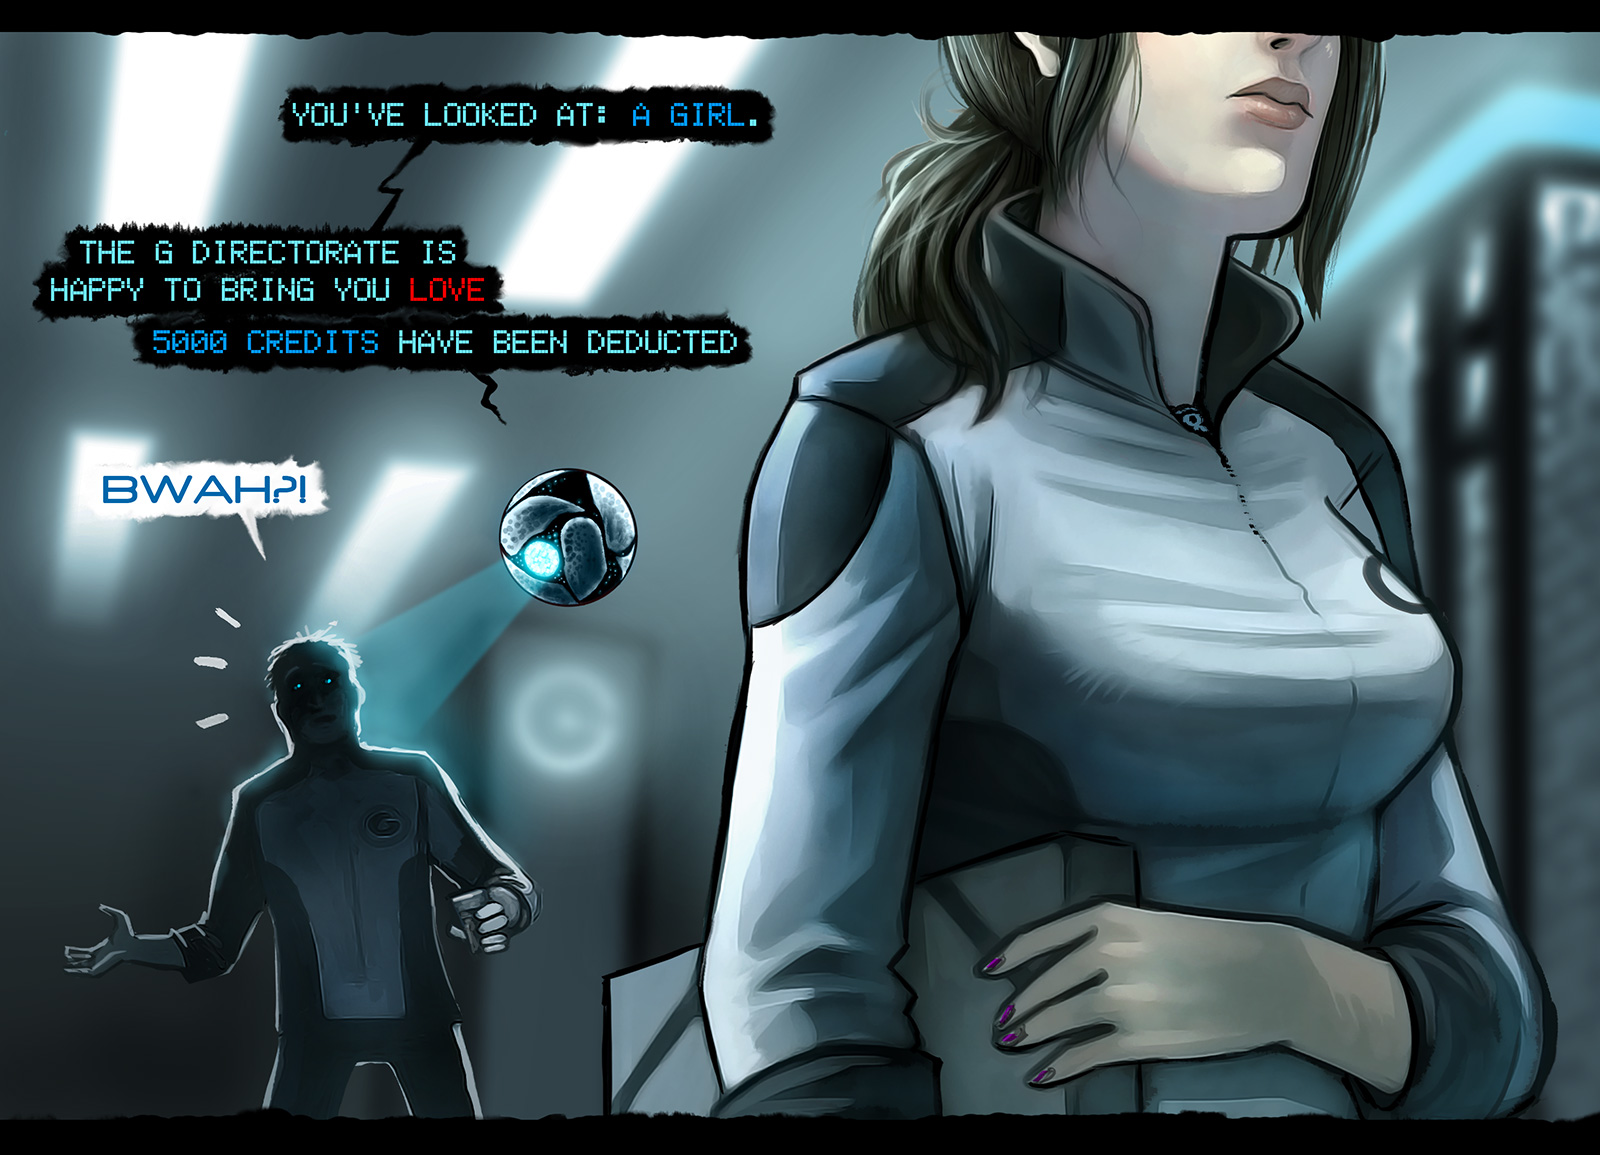 YOU'VE LOOKED AT: A GIRL.
THE G DIRECTORATE IS
HAPPY TO BRING YOU LOVE
5000 CREDITS HAVE BEEN DEDUCTED
BWAH?!
G